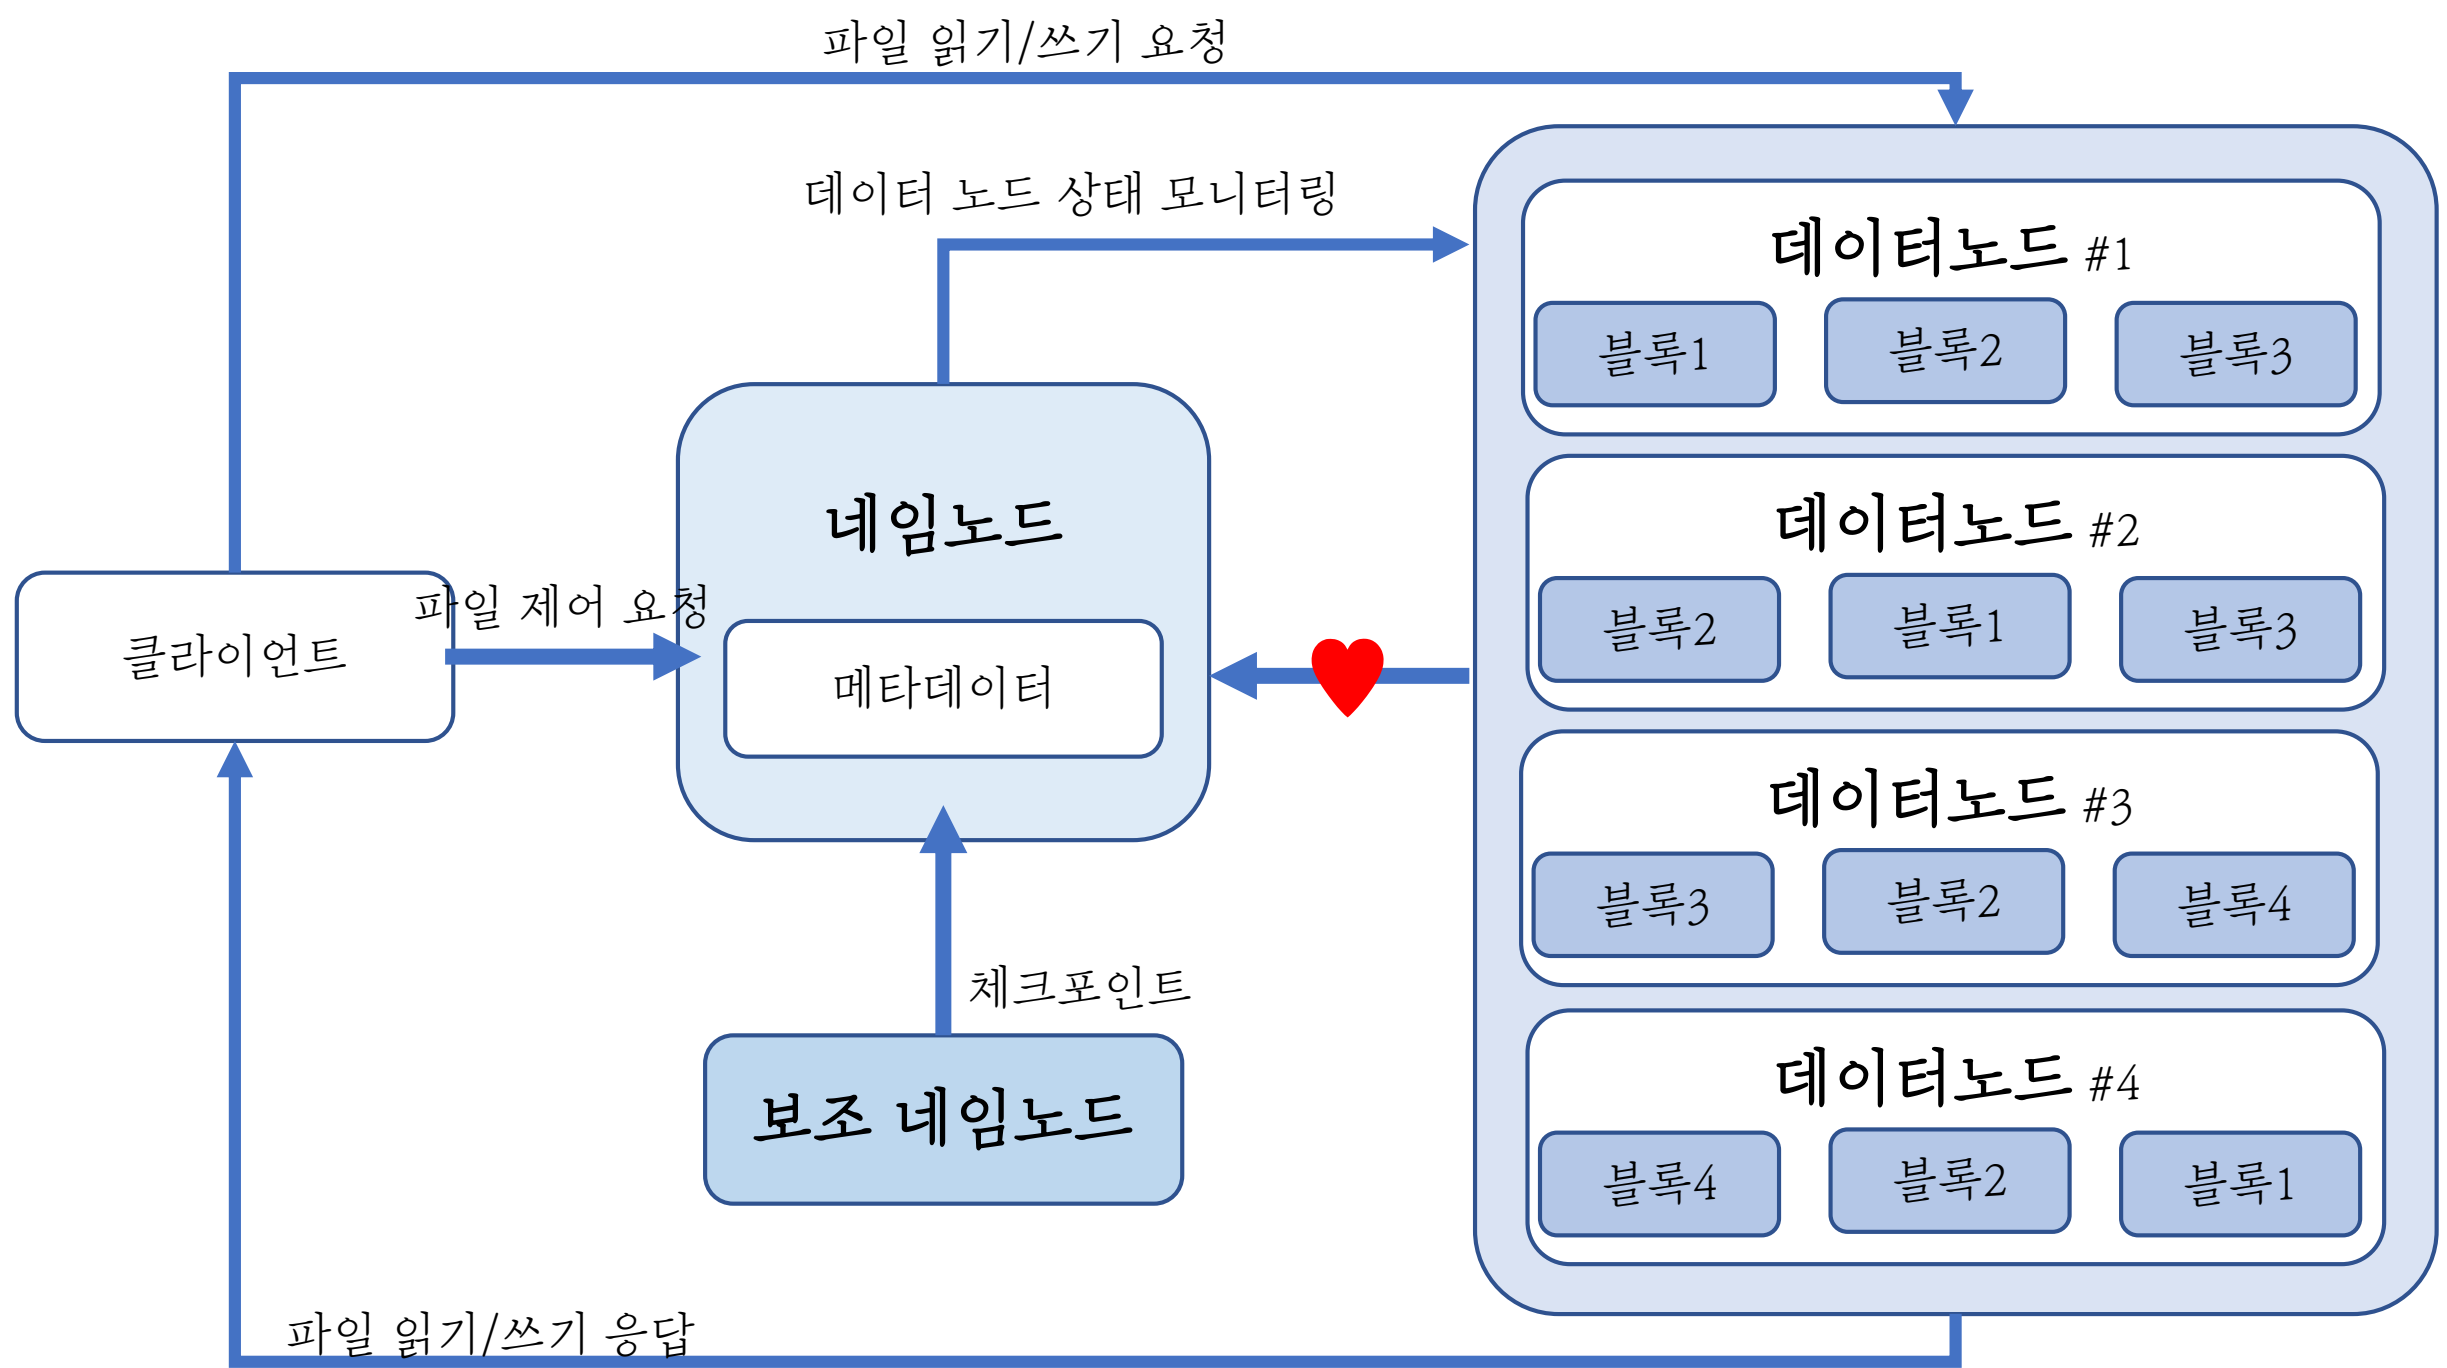 파일 읽기/쓰기 요청
데이터 노드 상태 모니터링
데이터노드 #1
블록1 블록2 블록3
네임노드
데이터노드 #2
파일 제어 요청
블록2 블록1 블록3
클라이언트
메타데이터
데이터노드 #3
블록3 블록2 블록4
체크포인트
데이터노드 #4
보조 네임노드
블록4 블록2 블록1
파일 읽기/쓰기 응답